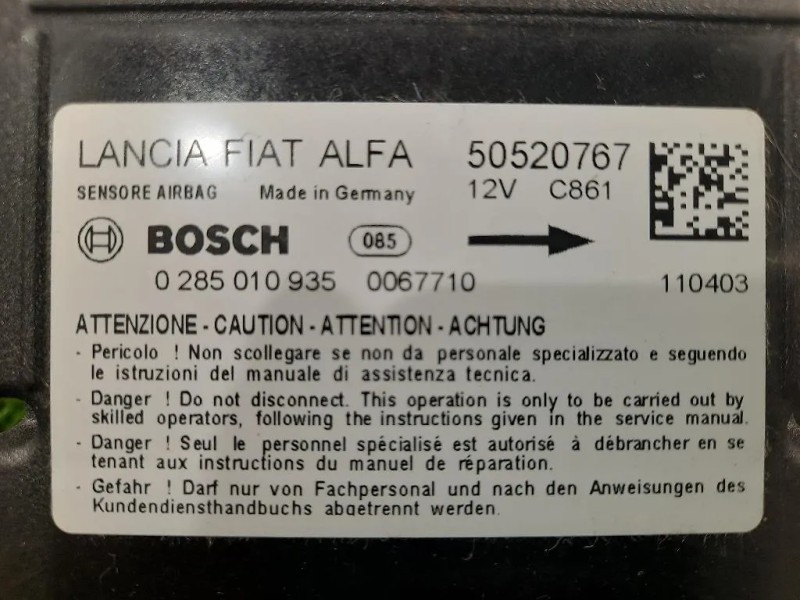 LANCIA FIAT ALFA 50520767
SENSORE AIRBAG Made in Germany 12V C861
BOSCH 085
0 285 010 935 0067710 110403
ATTENZIONE - CAUTION - ATTENTION - ACHTUNG
- Pericolo ! Non scollegare se non da personale specializzato e seguendo
le istruzioni del manuale di assistenza tecnica.
- Danger ! Do not disconnect. This operation is only to be carried out by
skilled operators, following the instructions given in the service manual.
- Danger ! Seul le personnel spécialisé est autorisé à débrancher en se
tenant aux instructions du manuel de réparation.
- Gefahr ! Darf nur von Fachpersonal und nach den Anweisungen des
Kundendiensthandbuchs abgetrennt werden.